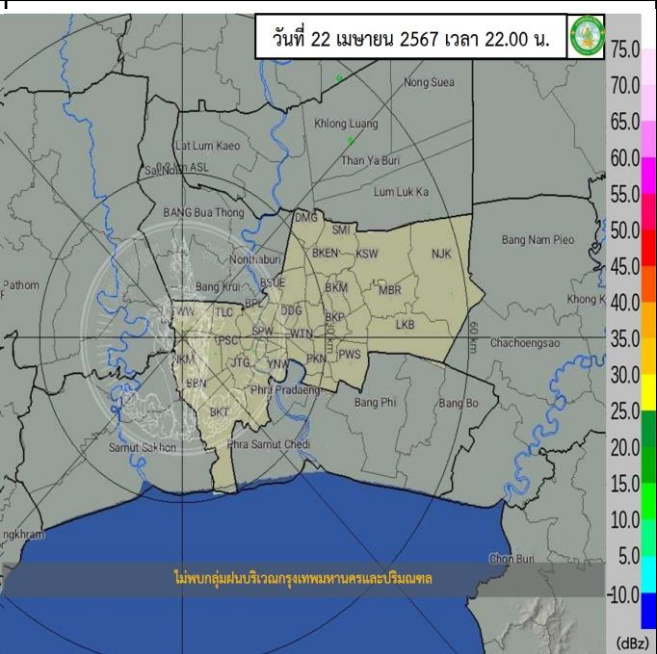 วันที่ 22 เมษายน 2567 เวลา 22.00 น.
75.0
70.0
65.0
60.0
55.0
50.0
45.0
40.0
35.0
30.0
25.0
20.0
15.0
10.0
5.0
-10.0
(dBz)
Nong Suea
Khlong Luang
Lat Lum Kaeo
Than Ya Buri
km ASL
Lum Luk Ka
BANG Bua Thong
DMG
SMI
BKEN KSW NJK
Bang Nam Pieo
Nonthaburi
Pathom
Bang Krui
BSUE
BKM
MBR
Khong K
BPL
TLC
DDG
BKP
LKB
SPW
WTN
PSC
Chachoengsao
60 km
JTG
YNW
PKN
PWS
Phra Pradaeng
Bang Phi
Bang Bo
BKT
Samut Sakhon
Phra Samut Chedi
ngkhram
Chon Buri
ไม่พบกลุ่มฝนบริเวณกรุงเทพมหานครและปริมณฑล